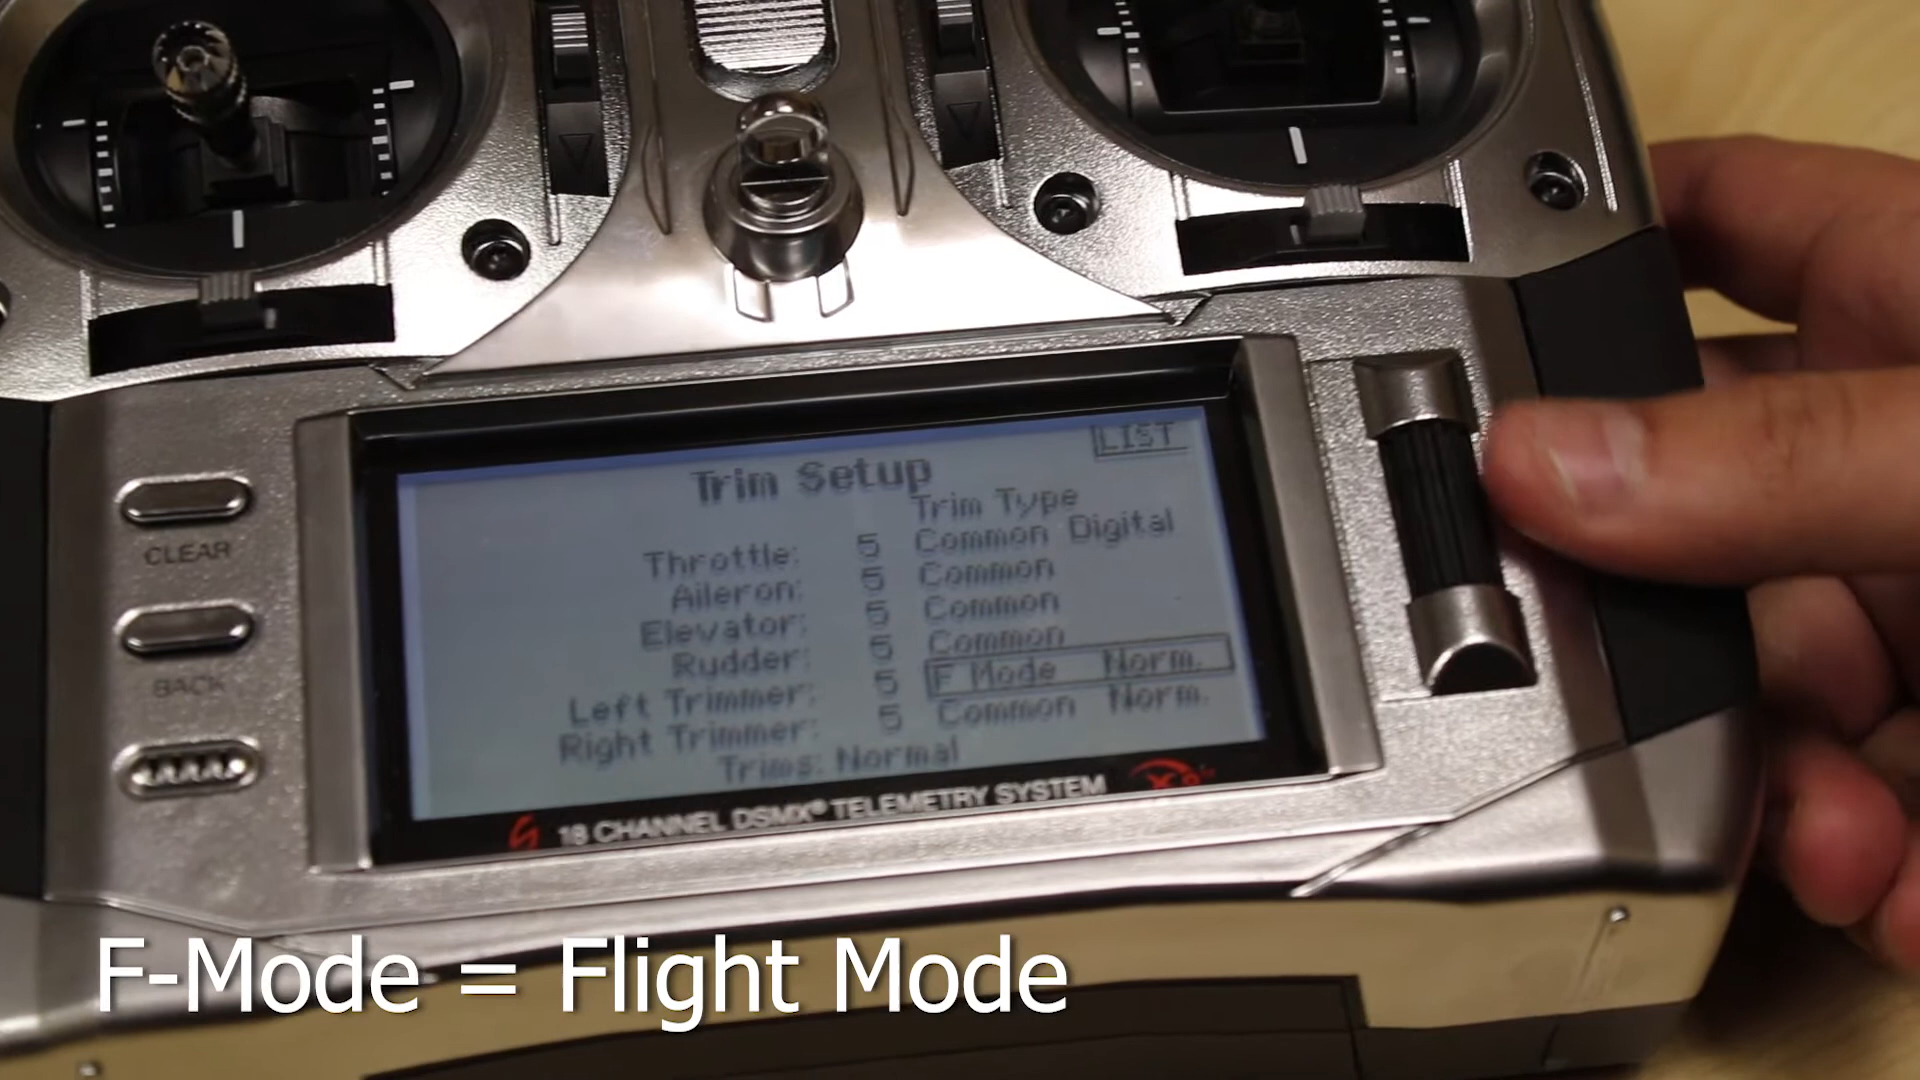 LIST
Trim Setup
Trim Type
Throttle: 5 Common Digital
Aileron: 5 Common
Elevator: 5 Common
Rudder: 5 Common
Left Trimmer: 5 F Mode Norm.
Right Trimmer: 5 Common Norm.
Trims: Normal
18 CHANNEL DSMX® TELEMETRY SYSTEM
CLEAR
BACK
F-Mode = Flight Mode